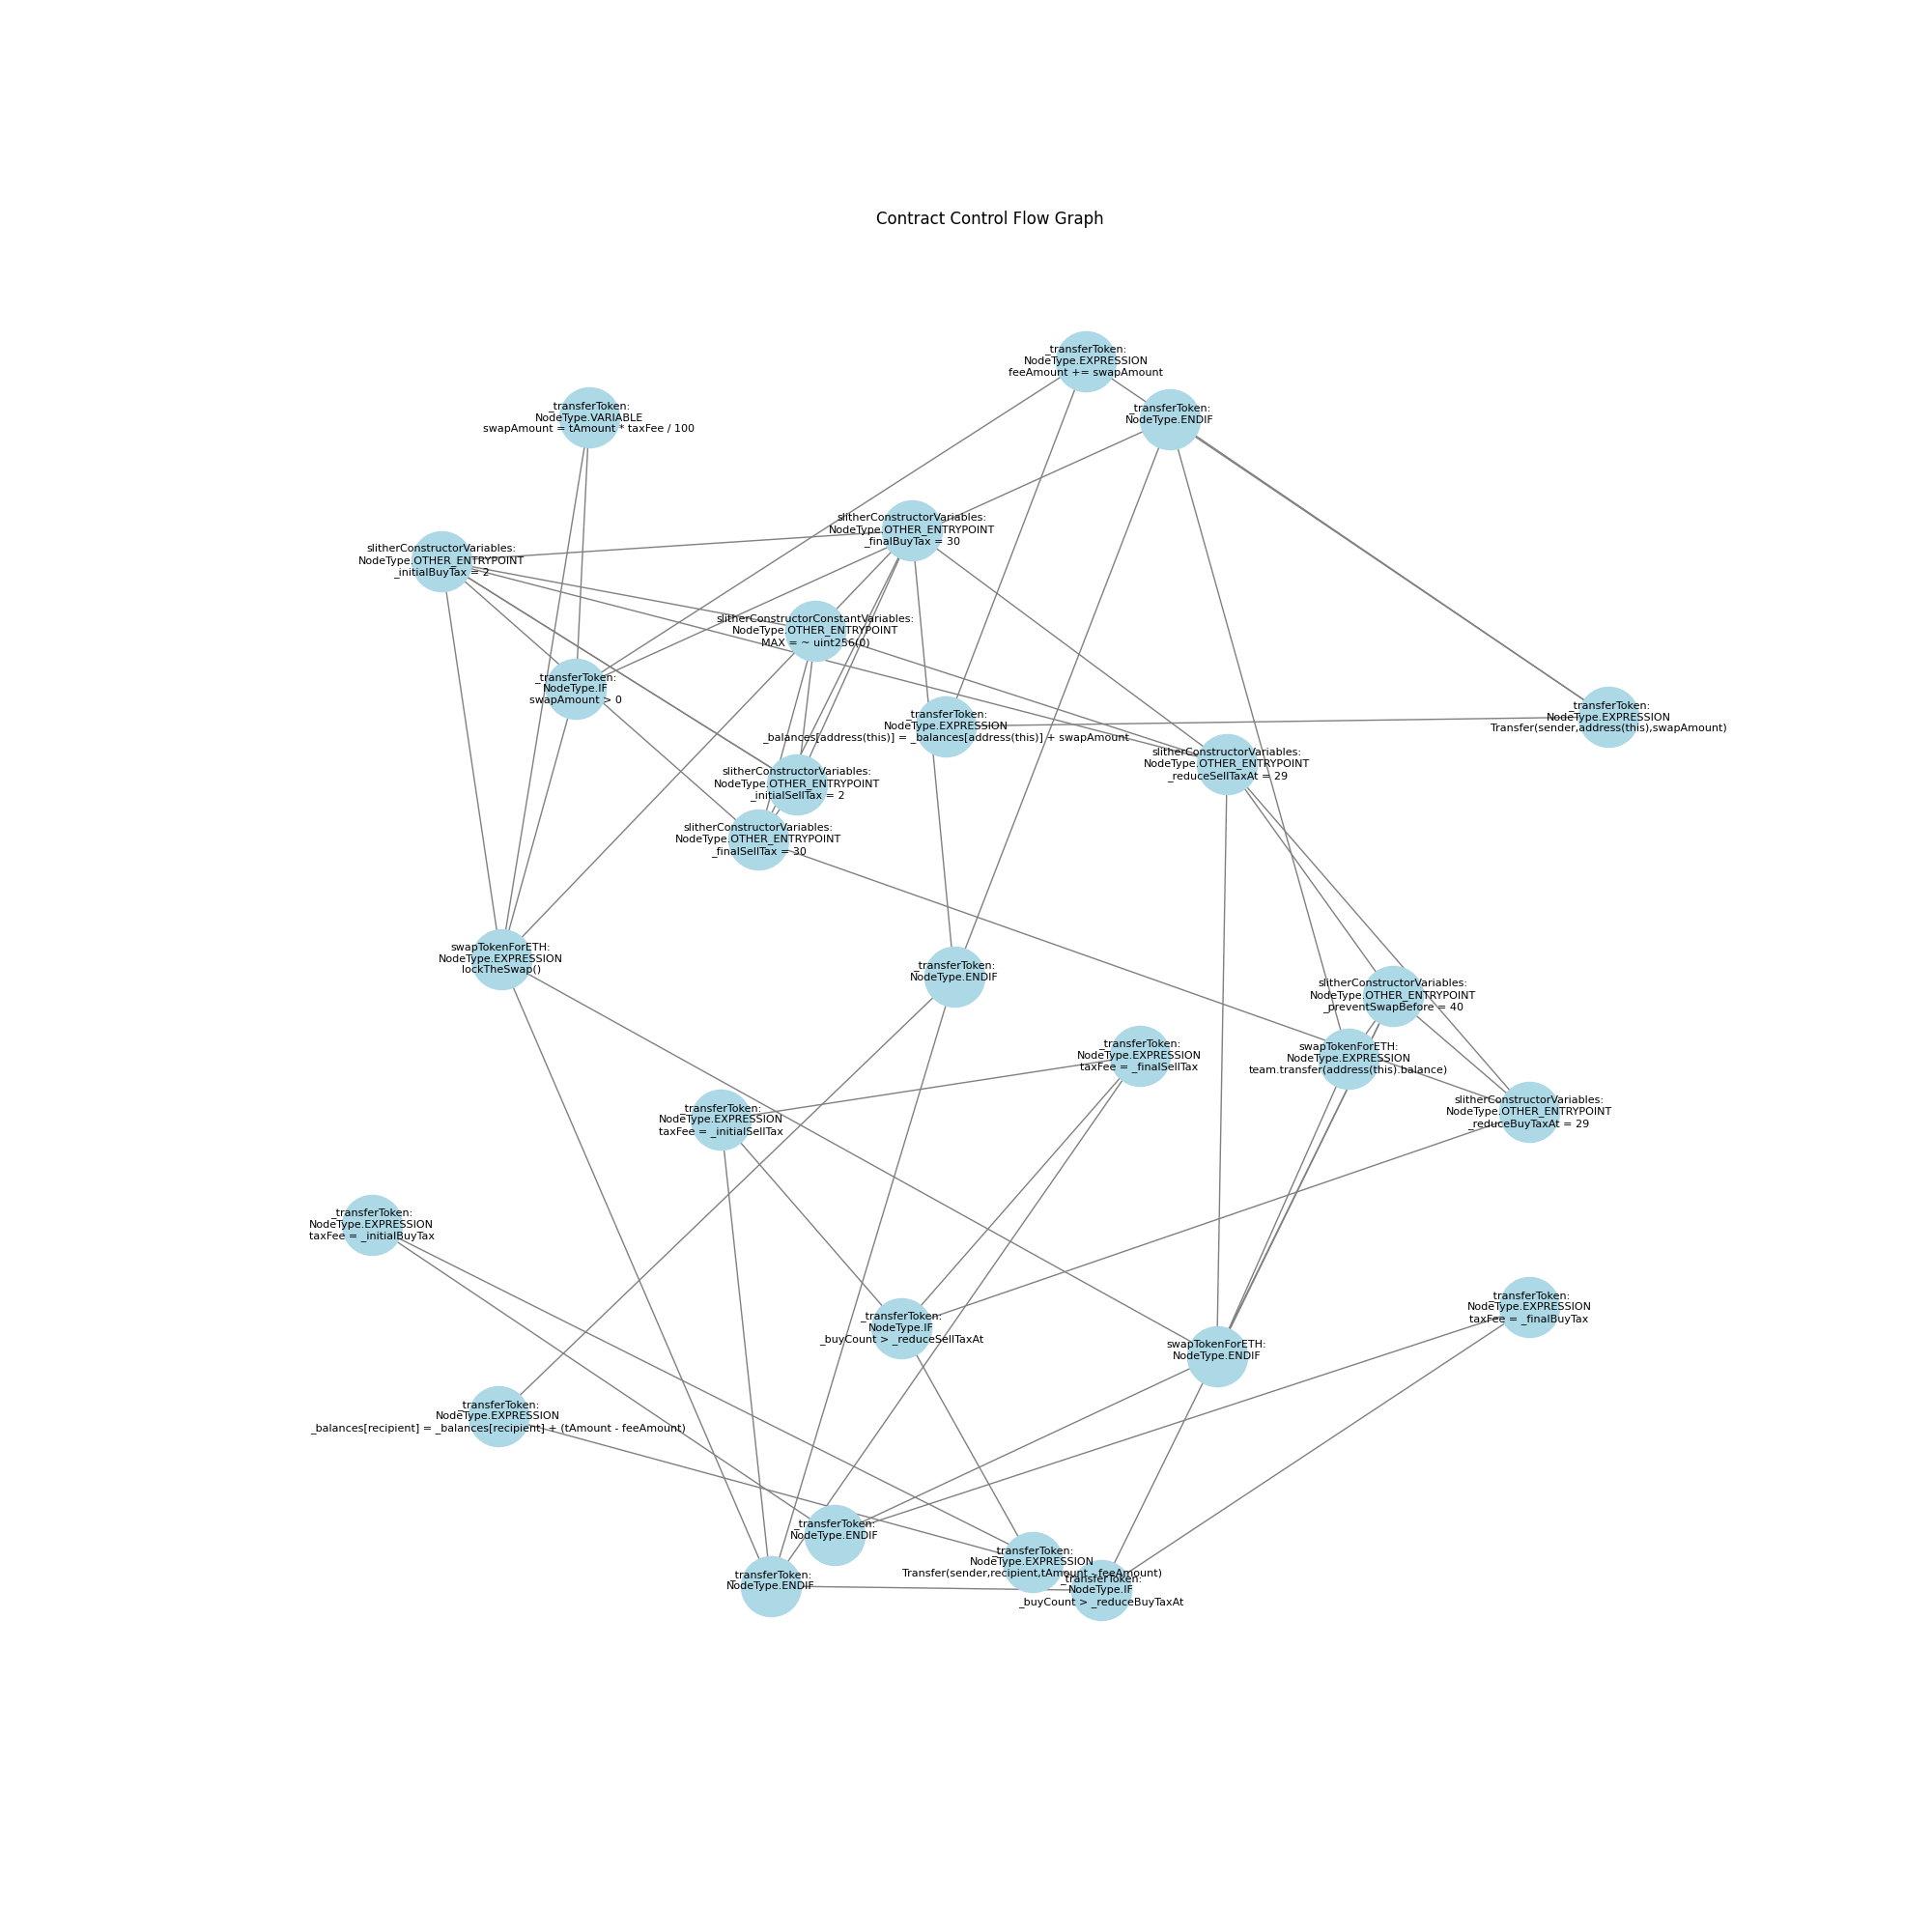 Contract Control Flow Graph
_transferToken:
NodeType.EXPRESSION
feeAmount += swapAmount
_transferToken:
NodeType.VARIABLE
swapAmount = tAmount * taxFee / 100
_transferToken:
NodeType.ENDIF
slitherConstructorVariables:
NodeType.OTHER_ENTRYPOINT
_finalBuyTax = 30
slitherConstructorVariables:
NodeType.OTHER_ENTRYPOINT
_initialBuyTax = 2
slitherConstructorConstantVariables:
NodeType.OTHER_ENTRYPOINT
MAX = ~ uint256(0)
_transferToken:
NodeType.IF
swapAmount > 0
_transferToken:
NodeType.EXPRESSION
_balances[address(this)] = _balances[address(this)] + swapAmount
_transferToken:
NodeType.EXPRESSION
Transfer(sender,address(this),swapAmount)
slitherConstructorVariables:
NodeType.OTHER_ENTRYPOINT
_reduceSellTaxAt = 29
slitherConstructorVariables:
NodeType.OTHER_ENTRYPOINT
_initialSellTax = 2
slitherConstructorVariables:
NodeType.OTHER_ENTRYPOINT
_finalSellTax = 30
swapTokenForETH:
NodeType.EXPRESSION
lockTheSwap()
_transferToken:
NodeType.ENDIF
slitherConstructorVariables:
NodeType.OTHER_ENTRYPOINT
_preventSwapBefore = 40
_transferToken:
NodeType.EXPRESSION
taxFee = _finalSellTax
swapTokenForETH:
NodeType.EXPRESSION
team.transfer(address(this).balance)
_transferToken:
NodeType.EXPRESSION
taxFee = _initialSellTax
slitherConstructorVariables:
NodeType.OTHER_ENTRYPOINT
_reduceBuyTaxAt = 29
_transferToken:
NodeType.EXPRESSION
taxFee = _initialBuyTax
_transferToken:
NodeType.EXPRESSION
taxFee = _finalBuyTax
_transferToken:
NodeType.IF
_buyCount > _reduceSellTaxAt
swapTokenForETH:
NodeType.ENDIF
_transferToken:
NodeType.EXPRESSION
_balances[recipient] = _balances[recipient] + (tAmount - feeAmount)
_transferToken:
NodeType.ENDIF
_transferToken:
NodeType.EXPRESSION
Transfer(sender,recipient,tAmount - feeAmount)
_transferToken:
NodeType.ENDIF
_transferToken:
NodeType.IF
_buyCount > _reduceBuyTaxAt